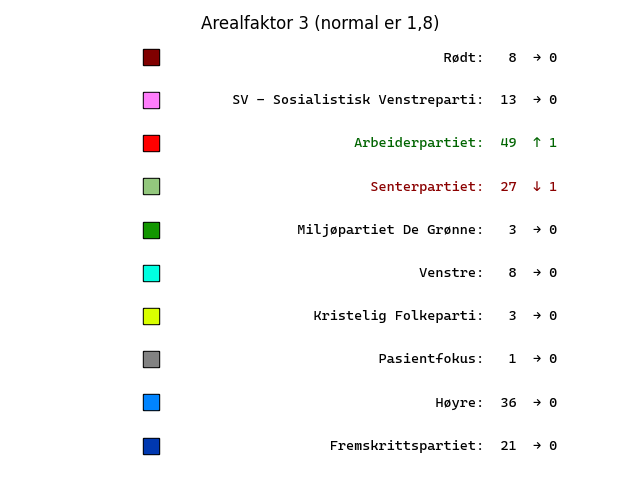 Arealfaktor 3 (normal er 1,8)
Rødt: 8 → 0
SV – Sosialistisk Venstreparti: 13 → 0
Arbeiderpartiet: 49 ↑ 1
Senterpartiet: 27 ↓ 1
Miljøpartiet De Grønne: 3 → 0
Venstre: 8 → 0
Kristelig Folkeparti: 3 → 0
Pasientfokus: 1 → 0
Høyre: 36 → 0
Fremskrittspartiet: 21 → 0